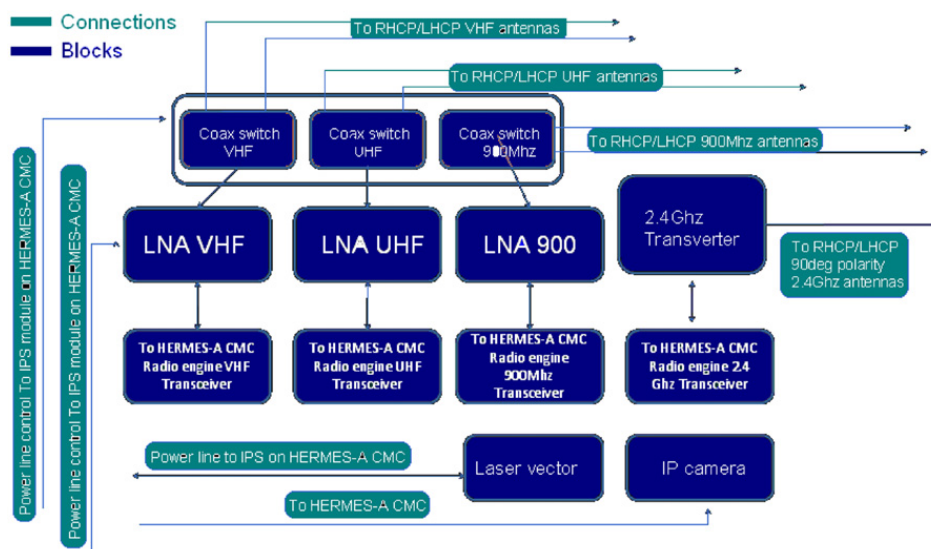 Connections
Blocks
To RHCP/LHCP VHF antennas
To RHCP/LHCP UHF antennas
Coax switch
VHF
Coax switch
UHF
Coax switch
900Mhz
To RHCP/LHCP 900Mhz antennas
LNA VHF
LNA UHF
LNA 900
2.4Ghz
Transverter
To RHCP/LHCP
90deg polarity
2.4Ghz antennas
To HERMES-A CMC
Radio engine VHF
Transceiver
To HERMES-A CMC
Radio engine UHF
Transceiver
To HERMES-A CMC
Radio engine
900Mhz
Transceiver
To HERMES-A CMC
Radio engine 2.4
Ghz Transceiver
Power line control To IPS module on HERMES-A CMC
Power line control To IPS module on HERMES-A CMC
Power line to IPS on HERMES-A CMC
Laser vector
IP camera
To HERMES-A CMC